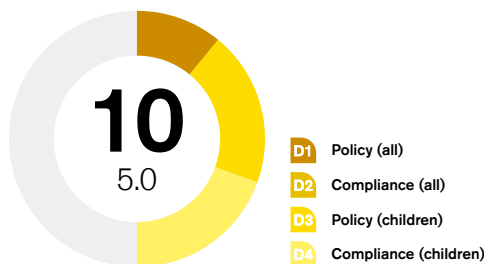 10
5.0
D1 Policy (all)
D2 Compliance (all)
D3 Policy (children)
D4 Compliance (children)